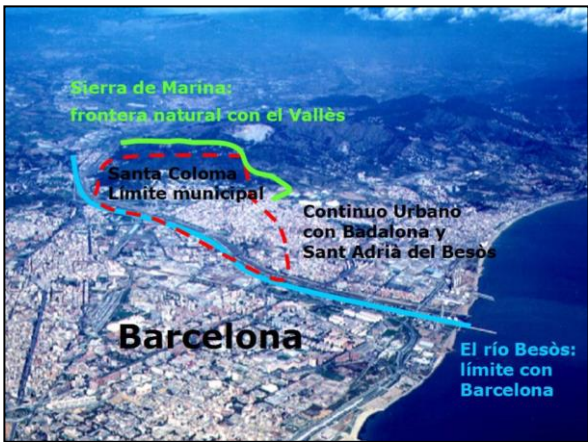 Sierra de Marina:
frontera natural con el Vallès
Santa Coloma
Límite municipal
Continuo Urbano
con Badalona y
Sant Adrià del Besòs
Barcelona
El río Besòs:
límite con
Barcelona